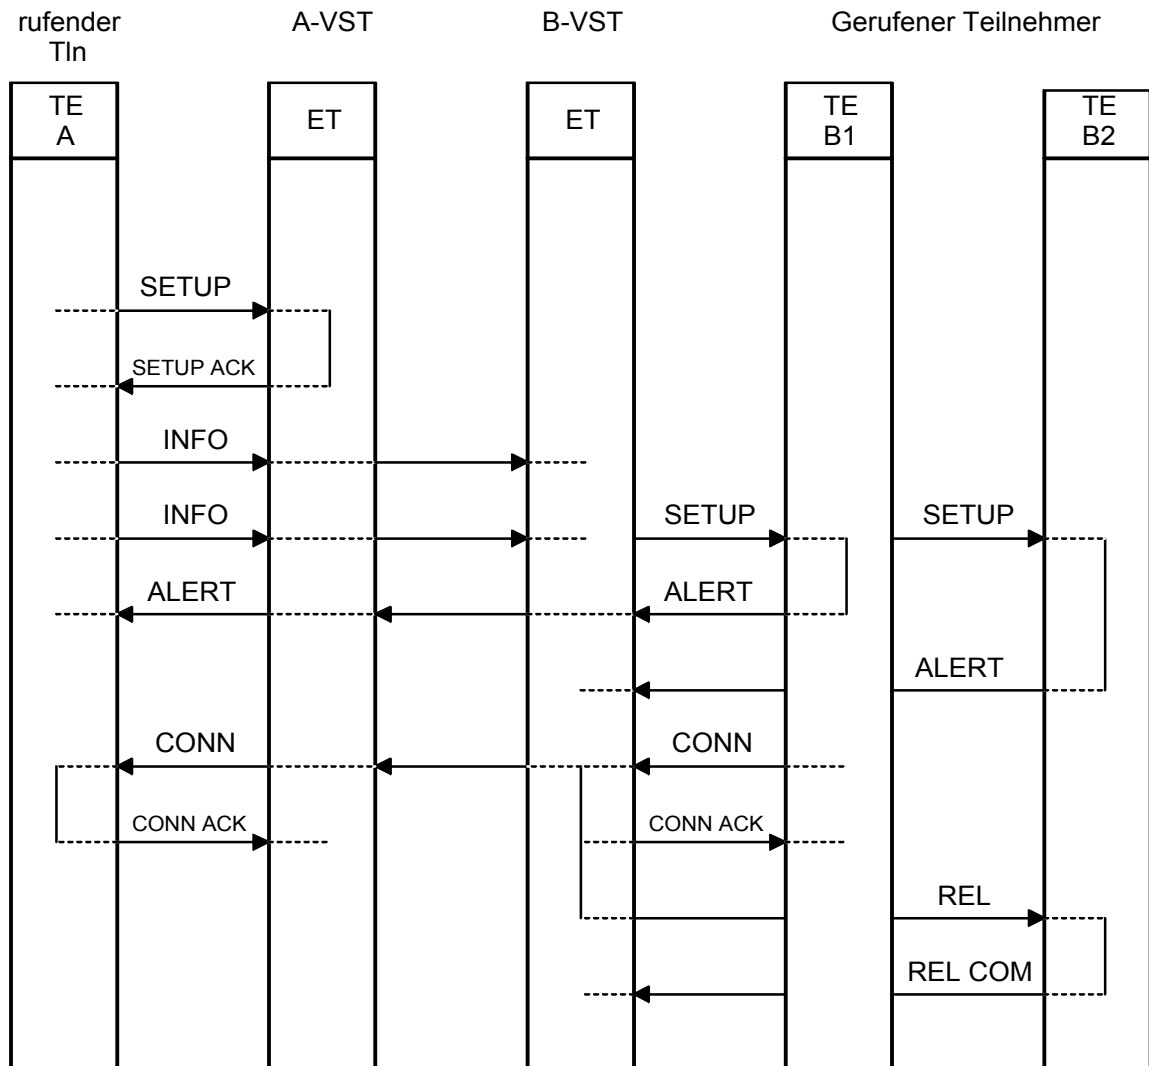 rufender
Tln
A-VST
B-VST
Gerufener Teilnehmer
TE
A
ET
ET
TE
B1
TE
B2
SETUP
SETUP ACK
INFO
INFO
SETUP
SETUP
ALERT
ALERT
ALERT
CONN
CONN
CONN ACK
CONN ACK
REL
REL COM